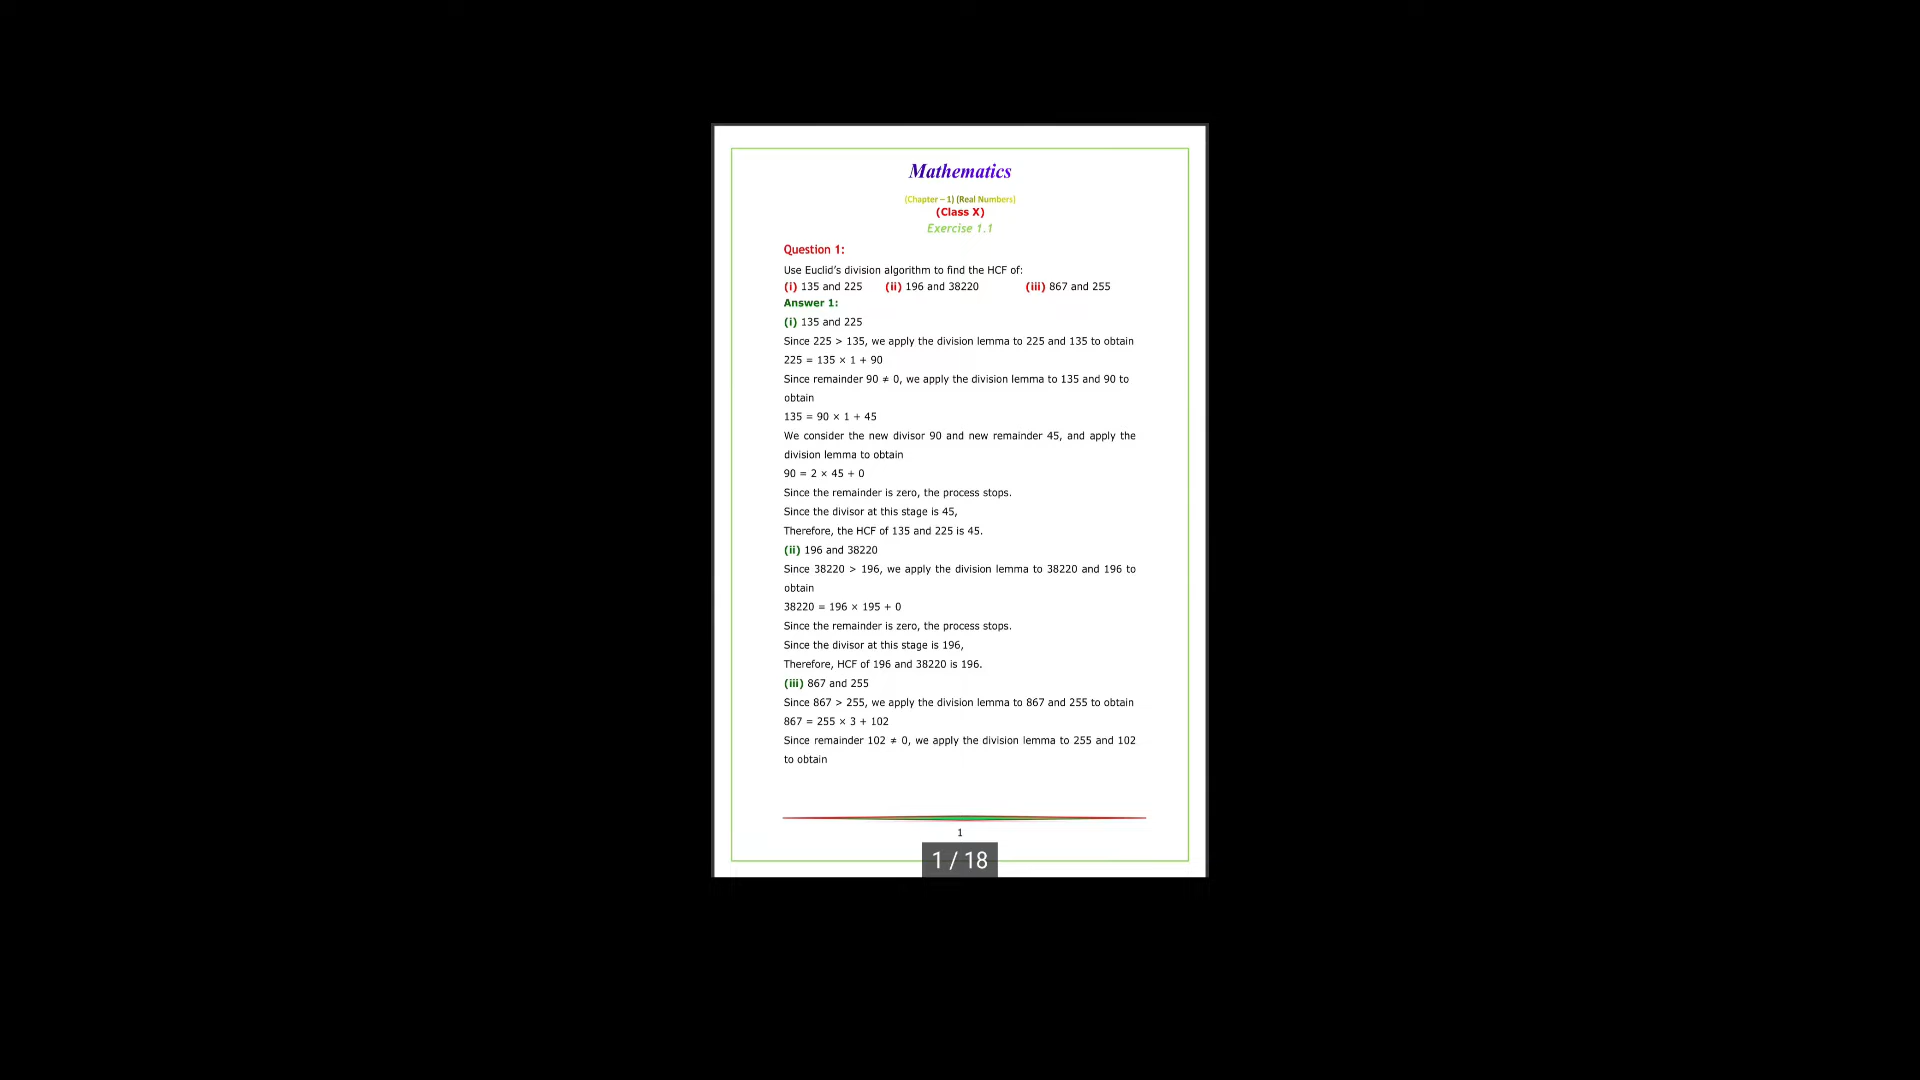 Mathematics
(Chapter – 1) (Real Numbers)
(Class X)
Exercise 1.1
Question 1:
Use Euclid’s division algorithm to find the HCF of:
(i) 135 and 225 (ii) 196 and 38220 (iii) 867 and 255
Answer 1:
(i) 135 and 225
Since 225 > 135, we apply the division lemma to 225 and 135 to obtain
225 = 135 × 1 + 90
Since remainder 90 ≠ 0, we apply the division lemma to 135 and 90 to
obtain
135 = 90 × 1 + 45
We consider the new divisor 90 and new remainder 45, and apply the
division lemma to obtain
90 = 2 × 45 + 0
Since the remainder is zero, the process stops.
Since the divisor at this stage is 45,
Therefore, the HCF of 135 and 225 is 45.
(ii) 196 and 38220
Since 38220 > 196, we apply the division lemma to 38220 and 196 to
obtain
38220 = 196 × 195 + 0
Since the remainder is zero, the process stops.
Since the divisor at this stage is 196,
Therefore, HCF of 196 and 38220 is 196.
(iii) 867 and 255
Since 867 > 255, we apply the division lemma to 867 and 255 to obtain
867 = 255 × 3 + 102
Since remainder 102 ≠ 0, we apply the division lemma to 255 and 102
to obtain
1
1 / 18